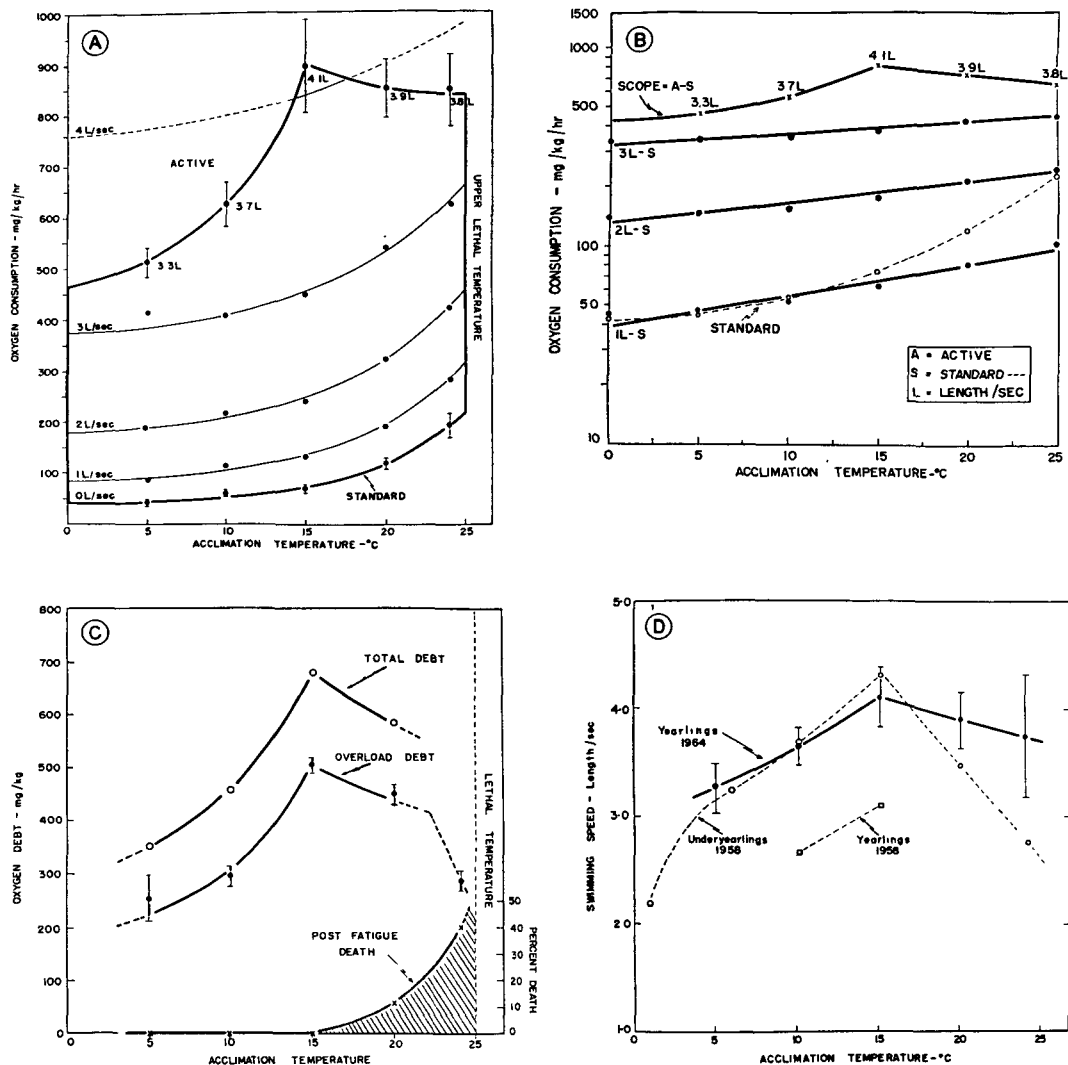 A
OXYGEN CONSUMPTION - mg/kg/hr
1000
900
800
700
600
500
400
300
200
100
4L/sec
3L/sec
2L/sec
1L/sec
0L/sec
ACTIVE
3.3L
3.7L
4.1L
3.9L
3.8L
STANDARD
UPPER LETHAL TEMPERATURE
0 5 10 15 20 25
ACCLIMATION TEMPERATURE-°C
B
OXYGEN CONSUMPTION - mg/kg/hr
1500
1000
500
100
50
10
SCOPE = A-S
3.3L
3.7L
4.1L
3.9L
3.8L
3L-S
2L-S
1L-S
STANDARD
A = ACTIVE
S = STANDARD ---
L = LENGTH/SEC
0 5 10 15 20 25
ACCLIMATION TEMPERATURE-°C
C
OXYGEN DEBT - mg/kg
800
700
600
500
400
300
200
100
0
TOTAL DEBT
OVERLOAD DEBT
POST FATIGUE
DEATH
LETHAL TEMPERATURE
50
40
30
20
10
0
PERCENT DEATH
5 10 15 20 25
ACCLIMATION TEMPERATURE
D
SWIMMING SPEED - Length/sec
5·0
4·0
3·0
2·0
1·0
Yearlings
1964
Underyearlings
1958
Yearlings
1958
0 5 10 15 20 25
ACCLIMATION TEMPERATURE-°C